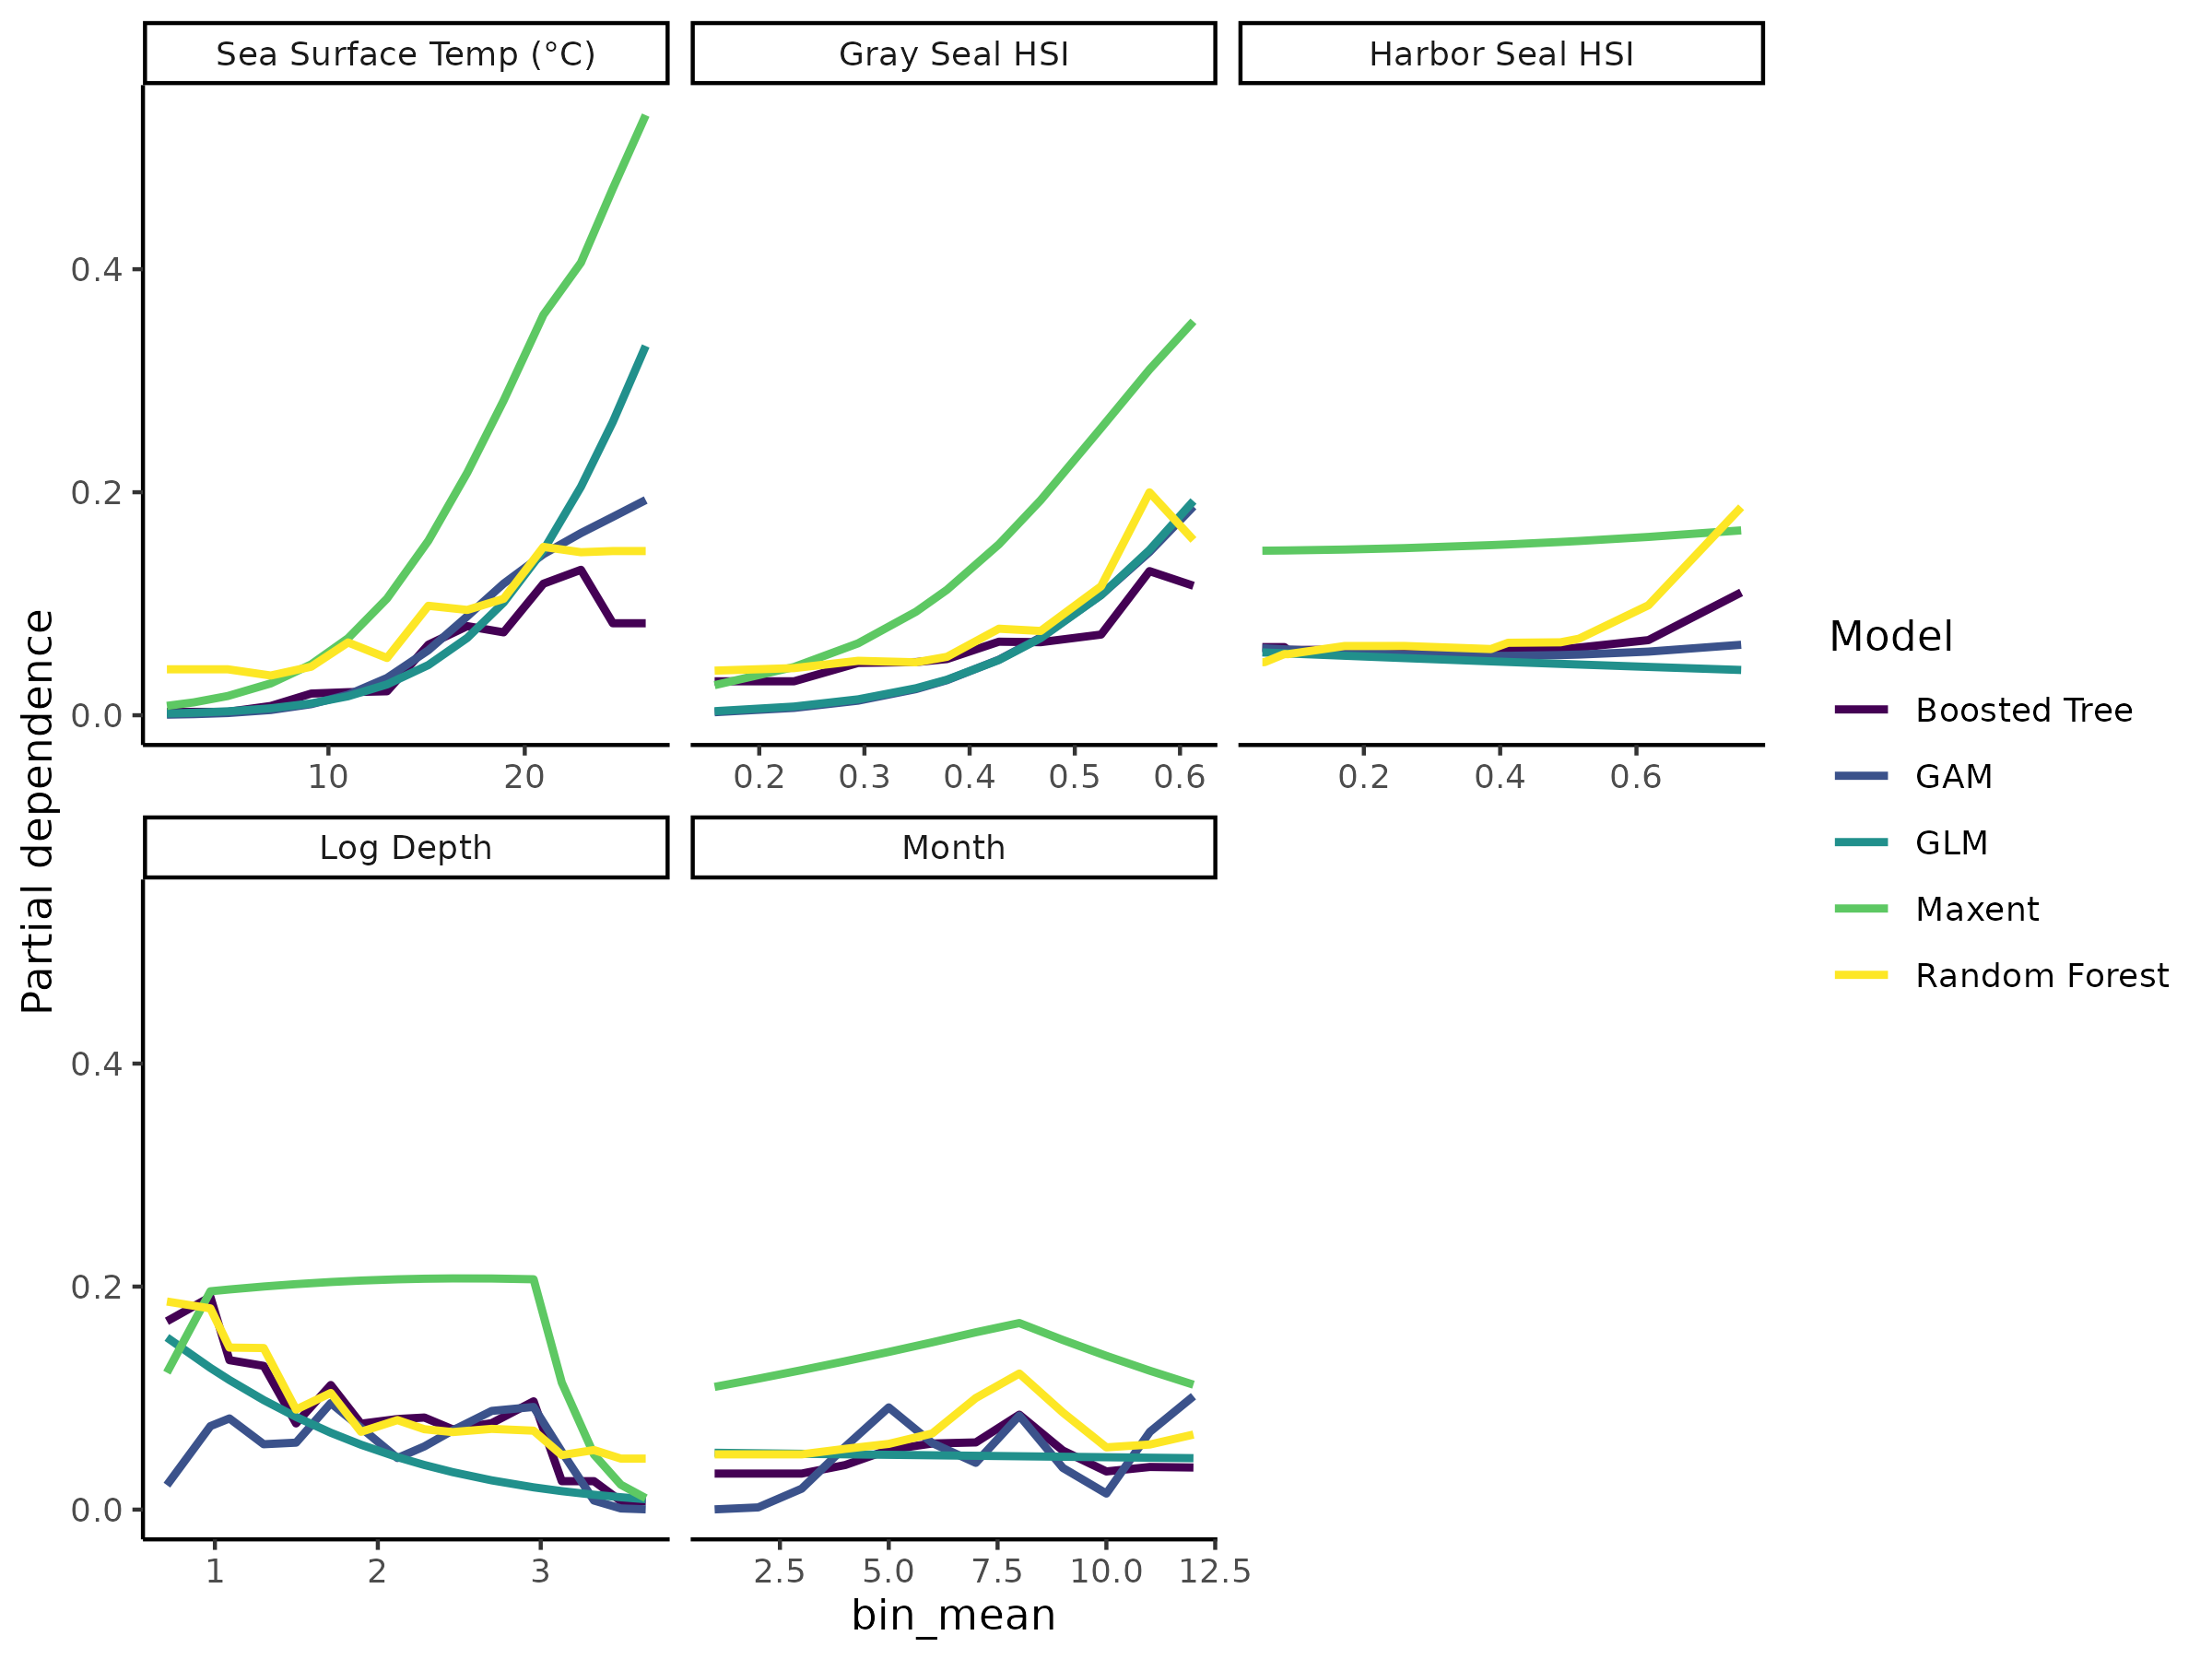 Sea Surface Temp (°C)
Gray Seal HSI
Harbor Seal HSI
0.4
0.2
0.0
10 20
0.2 0.3 0.4 0.5 0.6
0.2 0.4 0.6
Log Depth
Month
0.4
0.2
0.0
1 2 3
2.5 5.0 7.5 10.0 12.5
bin_mean
Partial dependence
Model
Boosted Tree
GAM
GLM
Maxent
Random Forest